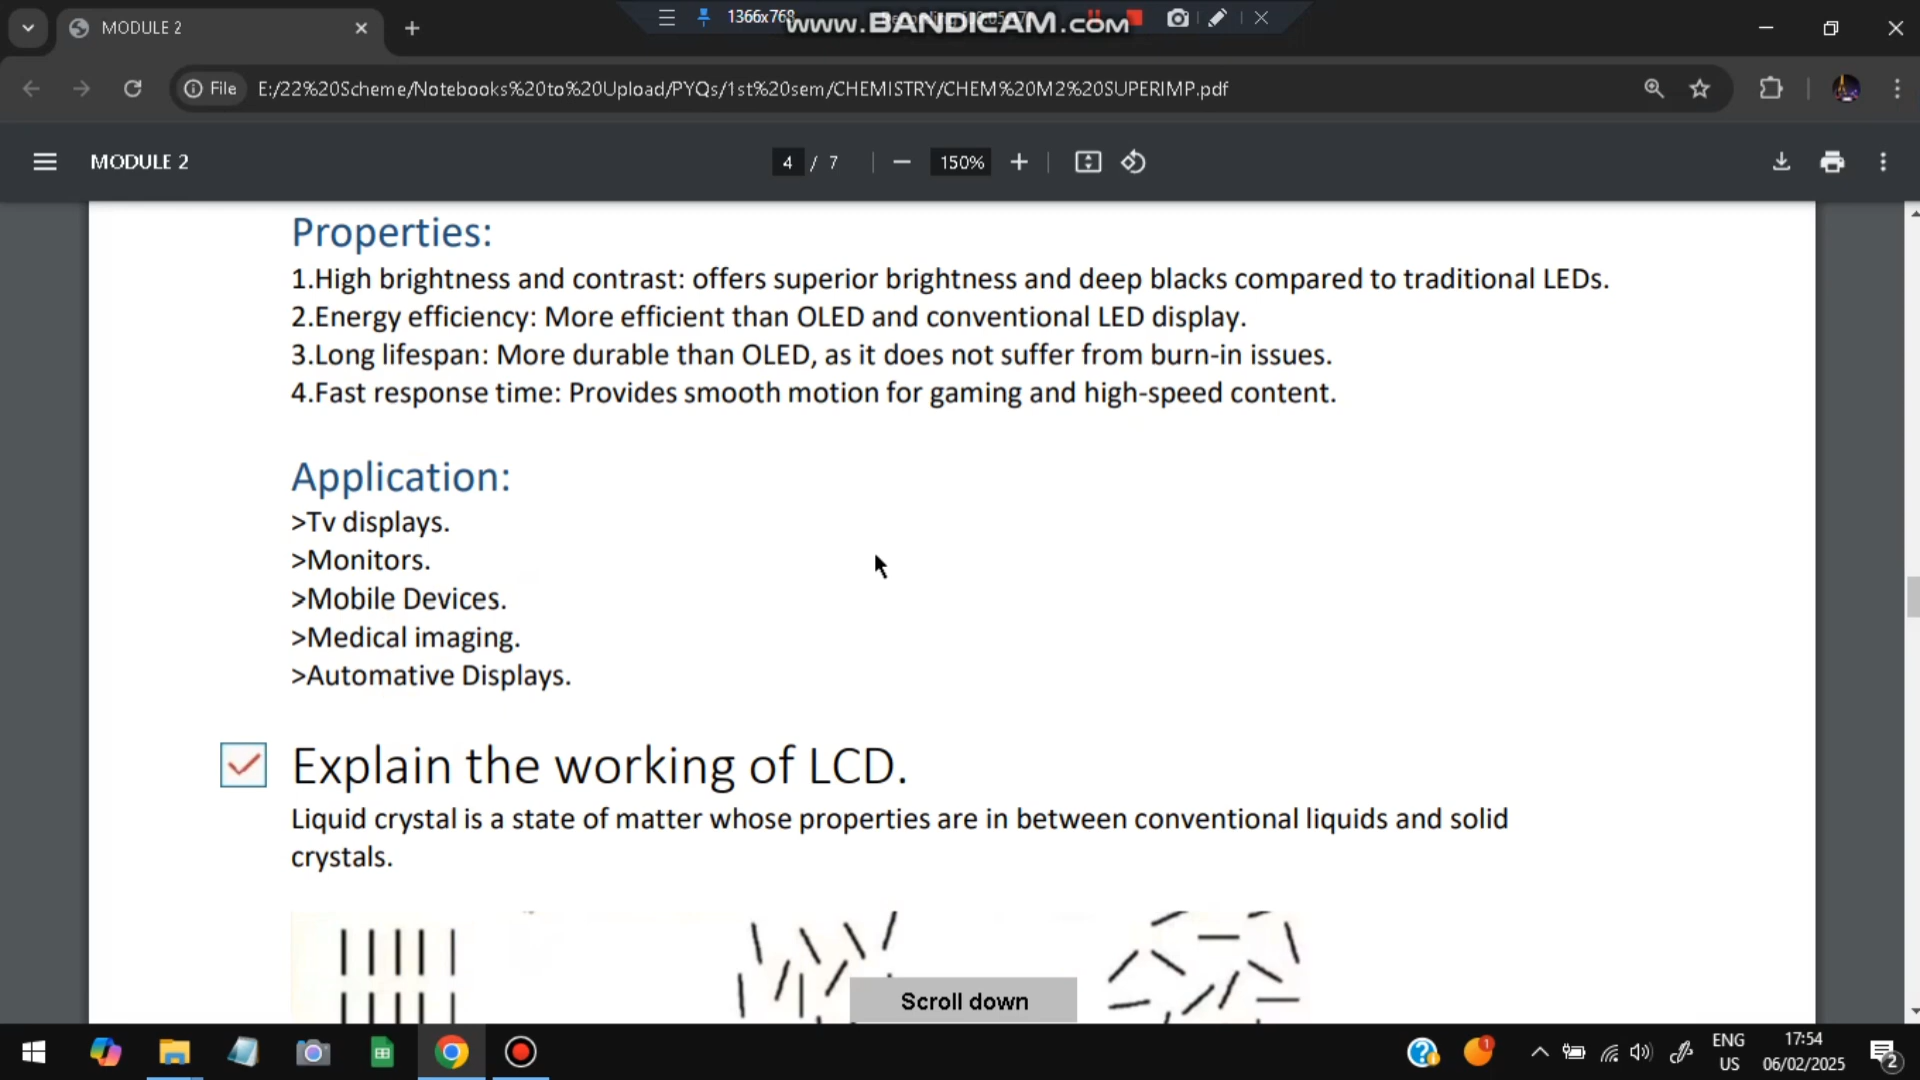 MODULE 2
1366x768
www.BANDICAM.com
File
E:/22%20Scheme/Notebooks%20to%20Upload/PYQs/1st%20sem/CHEMISTRY/CHEM%20M2%20SUPERIMP.pdf
MODULE 2
4 / 7
150%
Properties:
1.High brightness and contrast: offers superior brightness and deep blacks compared to traditional LEDs.
2.Energy efficiency: More efficient than OLED and conventional LED display.
3.Long lifespan: More durable than OLED, as it does not suffer from burn-in issues.
4.Fast response time: Provides smooth motion for gaming and high-speed content.
Application:
>Tv displays.
>Monitors.
>Mobile Devices.
>Medical imaging.
>Automative Displays.
Explain the working of LCD.
Liquid crystal is a state of matter whose properties are in between conventional liquids and solid
crystals.
Scroll down
1
ENG
US
17:54
06/02/2025
2